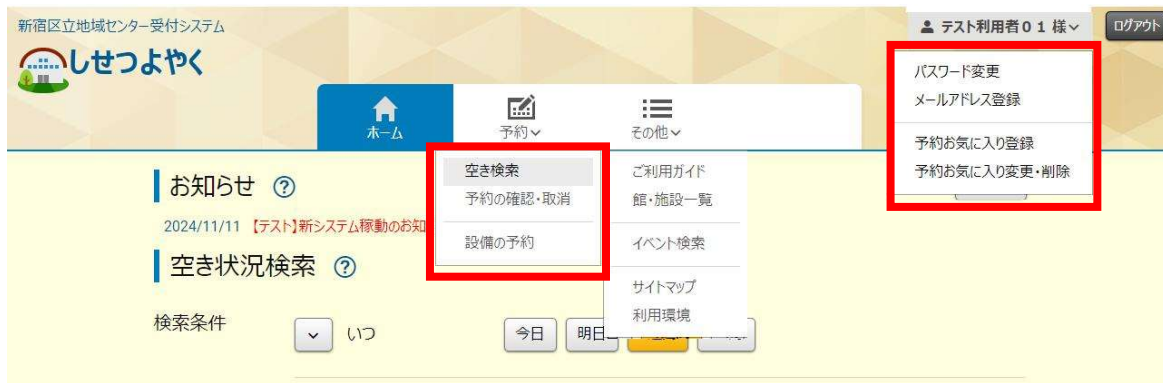 新宿区立地域センター受付システム
しせつよやく
テスト利用者０１ 様
ログアウト
パスワード変更
メールアドレス登録
予約お気に入り登録
予約お気に入り変更・削除
ホーム
予約
その他
空き検索
予約の確認・取消
設備の予約
ご利用ガイド
館・施設一覧
イベント検索
サイトマップ
利用環境
お知らせ ?
2024/11/11 【テスト】新システム稼動のお知
空き状況検索 ?
検索条件
いつ
今日
明日